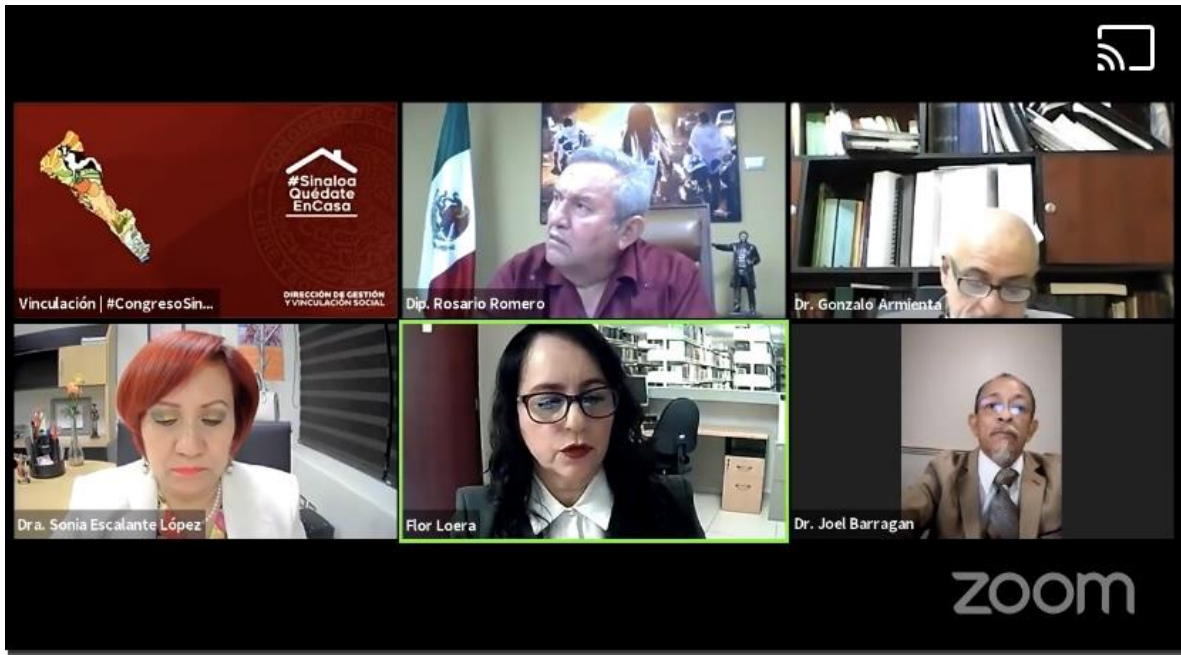 #Sinaloa
Quédate
EnCasa
DIRECCIÓN DE GESTIÓN
Y VINCULACIÓN SOCIAL
Vinculación | #CongresoSin...
Dip. Rosario Romero
Dr. Gonzalo Armienta
Dra. Sonia Escalante López
Flor Loera
Dr. Joel Barragan
zoom